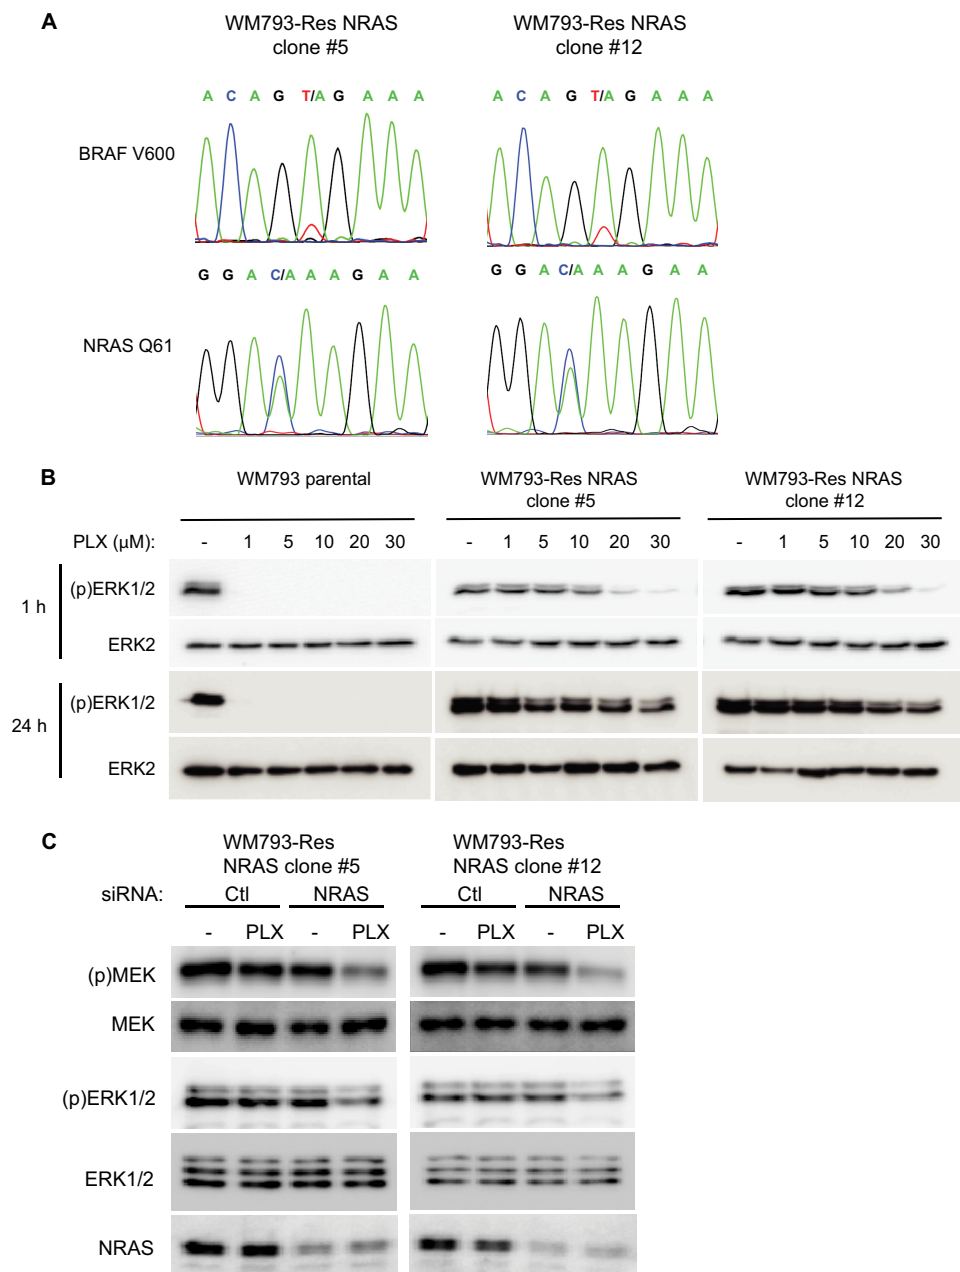 A
WM793-Res NRAS
clone #5
WM793-Res NRAS
clone #12
A C A G T/A G A A A
A C A G T/A G A A A
BRAF V600
G G A C/A A A G A A
G G A C/A A A G A A
NRAS Q61
B
WM793 parental
WM793-Res NRAS
clone #5
WM793-Res NRAS
clone #12
PLX (µM): - 1 5 10 20 30 - 1 5 10 20 30 - 1 5 10 20 30
1 h
(p)ERK1/2
ERK2
24 h
(p)ERK1/2
ERK2
C
WM793-Res
NRAS clone #5
WM793-Res
NRAS clone #12
siRNA: Ctl NRAS Ctl NRAS
- PLX - PLX - PLX - PLX
(p)MEK
MEK
(p)ERK1/2
ERK1/2
NRAS